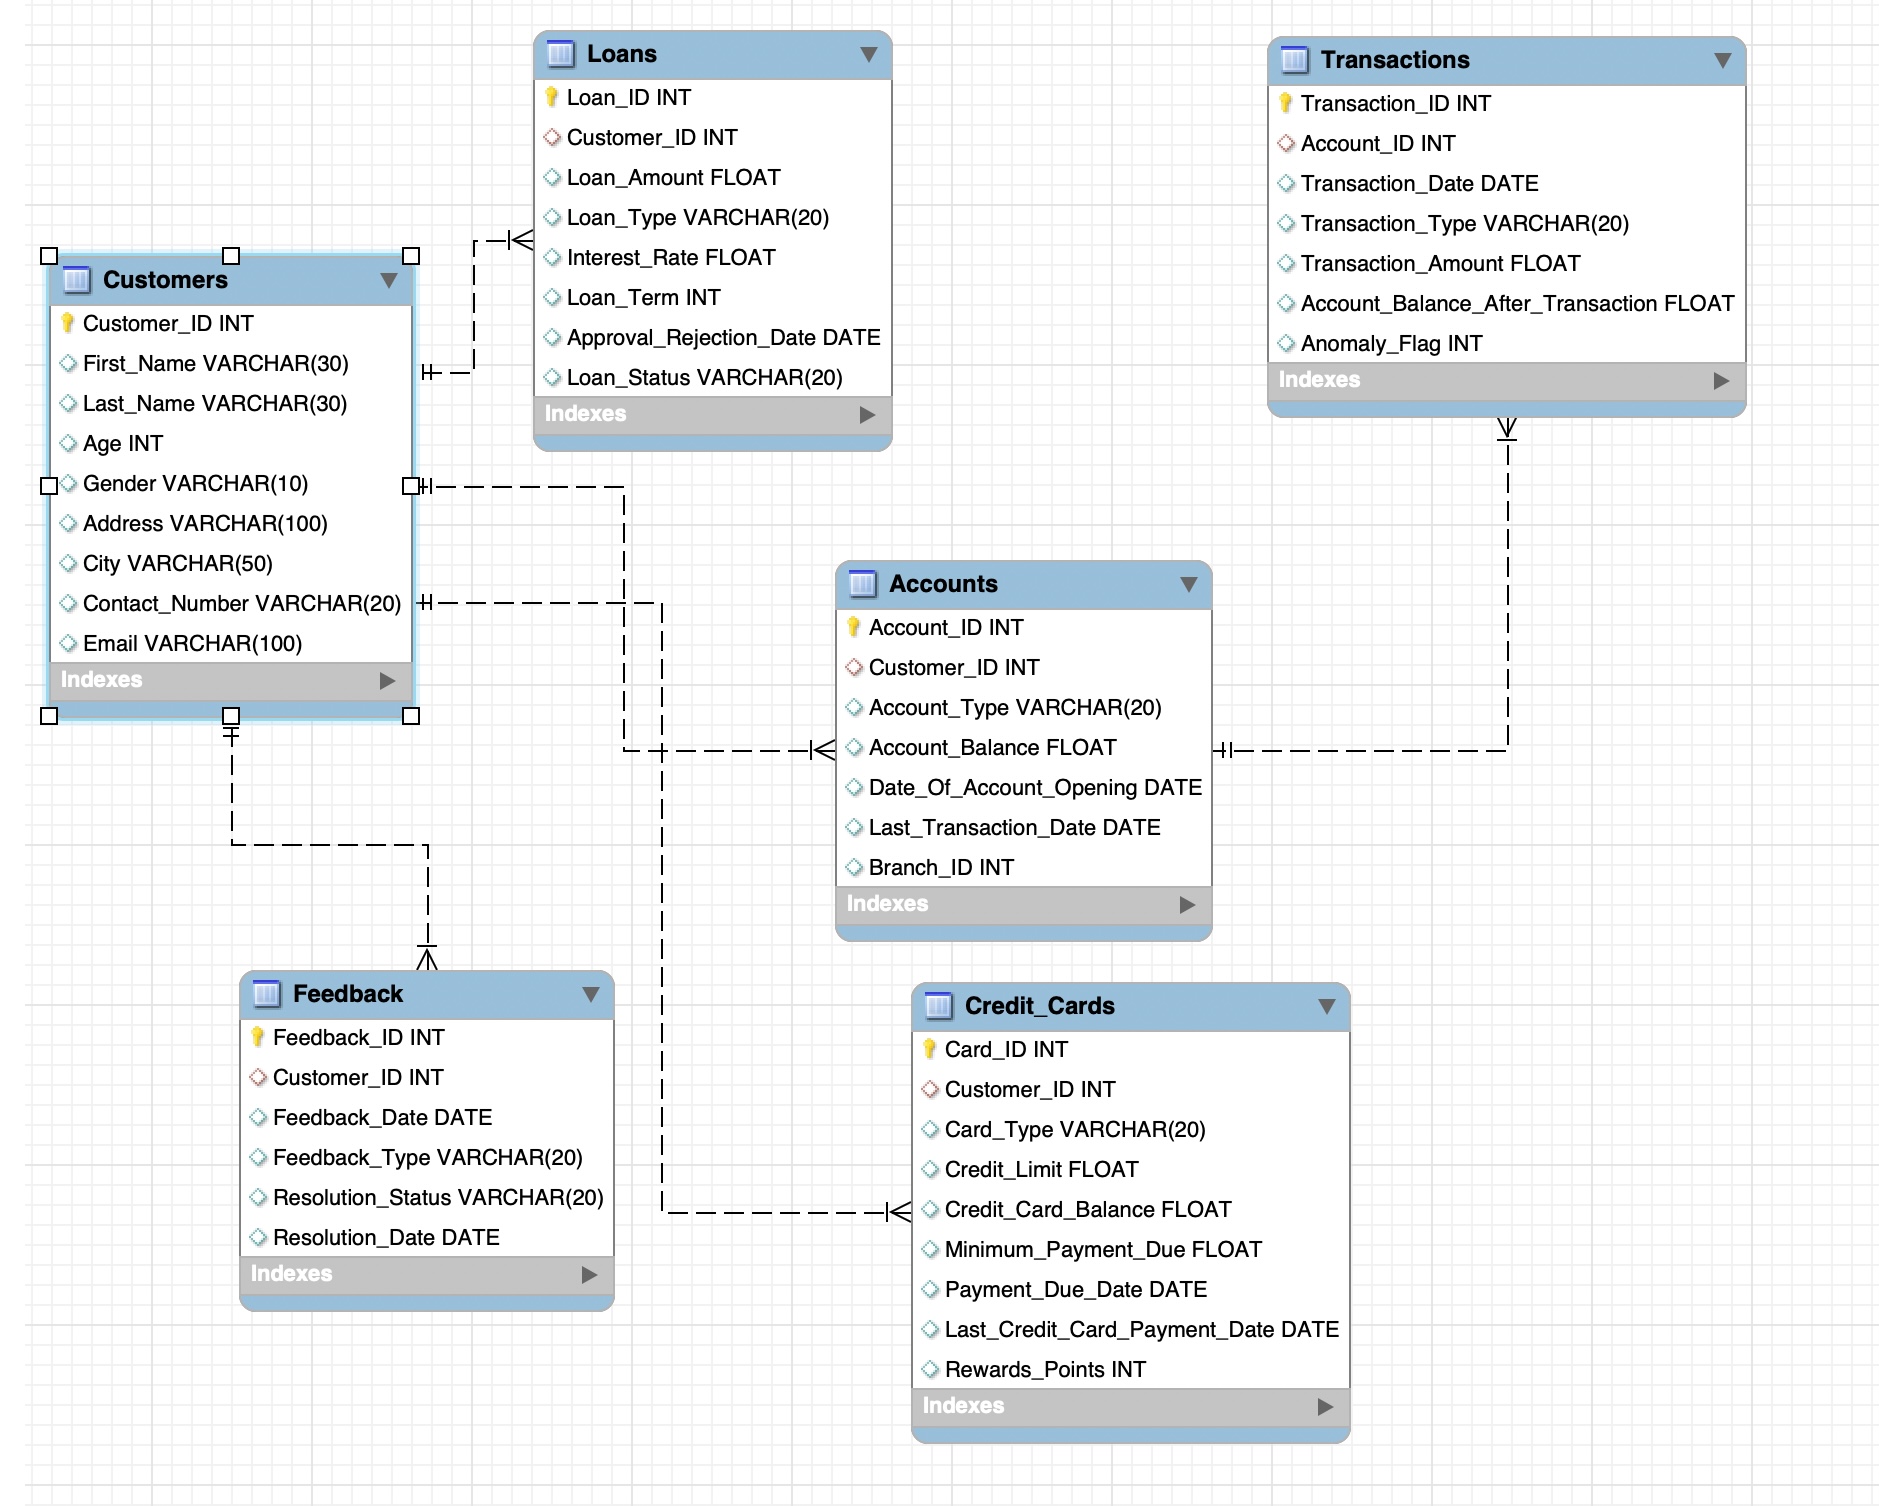 Loans
Loan_ID INT
Customer_ID INT
Loan_Amount FLOAT
Loan_Type VARCHAR(20)
Interest_Rate FLOAT
Loan_Term INT
Approval_Rejection_Date DATE
Loan_Status VARCHAR(20)
Indexes
Transactions
Transaction_ID INT
Account_ID INT
Transaction_Date DATE
Transaction_Type VARCHAR(20)
Transaction_Amount FLOAT
Account_Balance_After_Transaction FLOAT
Anomaly_Flag INT
Indexes
Customers
Customer_ID INT
First_Name VARCHAR(30)
Last_Name VARCHAR(30)
Age INT
Gender VARCHAR(10)
Address VARCHAR(100)
City VARCHAR(50)
Contact_Number VARCHAR(20)
Email VARCHAR(100)
Indexes
Accounts
Account_ID INT
Customer_ID INT
Account_Type VARCHAR(20)
Account_Balance FLOAT
Date_Of_Account_Opening DATE
Last_Transaction_Date DATE
Branch_ID INT
Indexes
Feedback
Feedback_ID INT
Customer_ID INT
Feedback_Date DATE
Feedback_Type VARCHAR(20)
Resolution_Status VARCHAR(20)
Resolution_Date DATE
Indexes
Credit_Cards
Card_ID INT
Customer_ID INT
Card_Type VARCHAR(20)
Credit_Limit FLOAT
Credit_Card_Balance FLOAT
Minimum_Payment_Due FLOAT
Payment_Due_Date DATE
Last_Credit_Card_Payment_Date DATE
Rewards_Points INT
Indexes